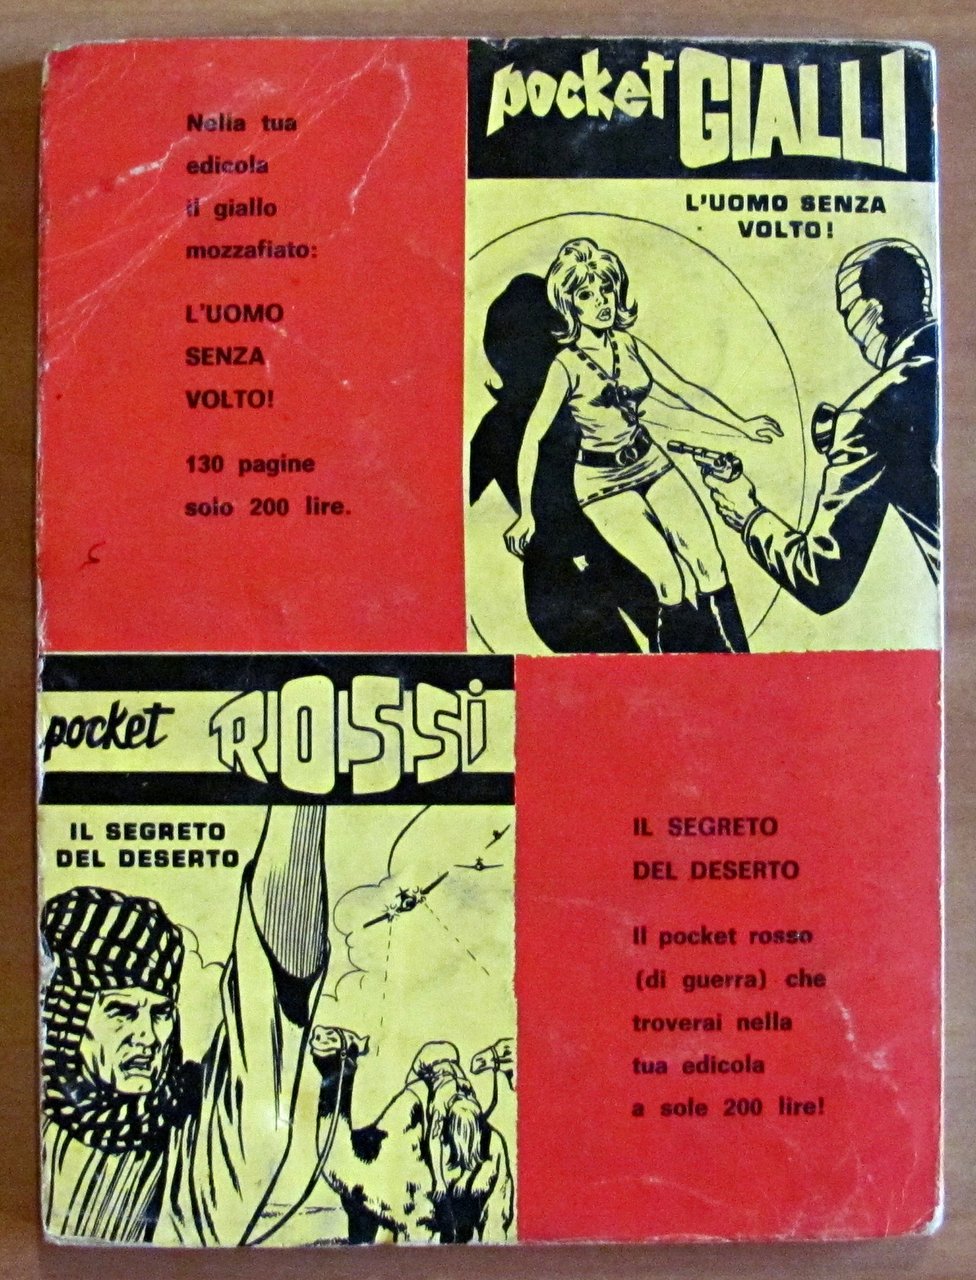 Nella tua
edicola
il giallo
mozzafiato:
L'UOMO
SENZA
VOLTO!
130 pagine
solo 200 lire.
pocket GIALLI
L'UOMO SENZA
VOLTO!
pocket ROSSi
IL SEGRETO
DEL DESERTO
IL SEGRETO
DEL DESERTO
Il pocket rosso
(di guerra) che
troverai nella
tua edicola
a sole 200 lire!